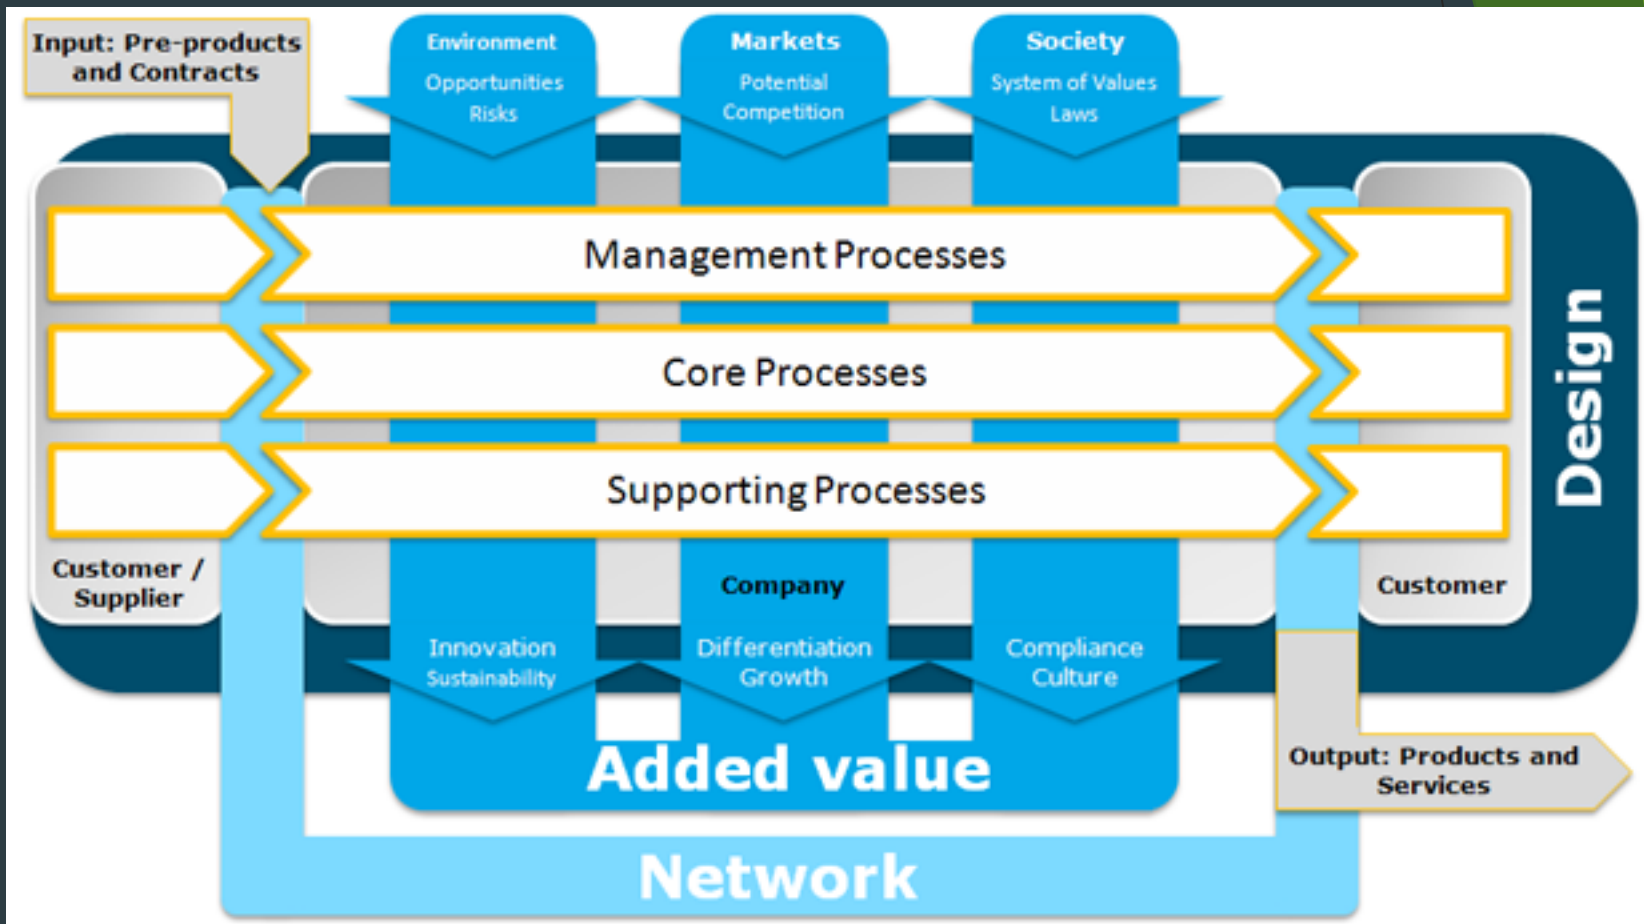 Input: Pre-products
and Contracts
Environment
Opportunities
Risks
Markets
Potential
Competition
Society
System of Values
Laws
Management Processes
Core Processes
Supporting Processes
Customer /
Supplier
Company
Customer
Design
Innovation
Sustainability
Differentiation
Growth
Compliance
Culture
Added value
Output: Products and
Services
Network